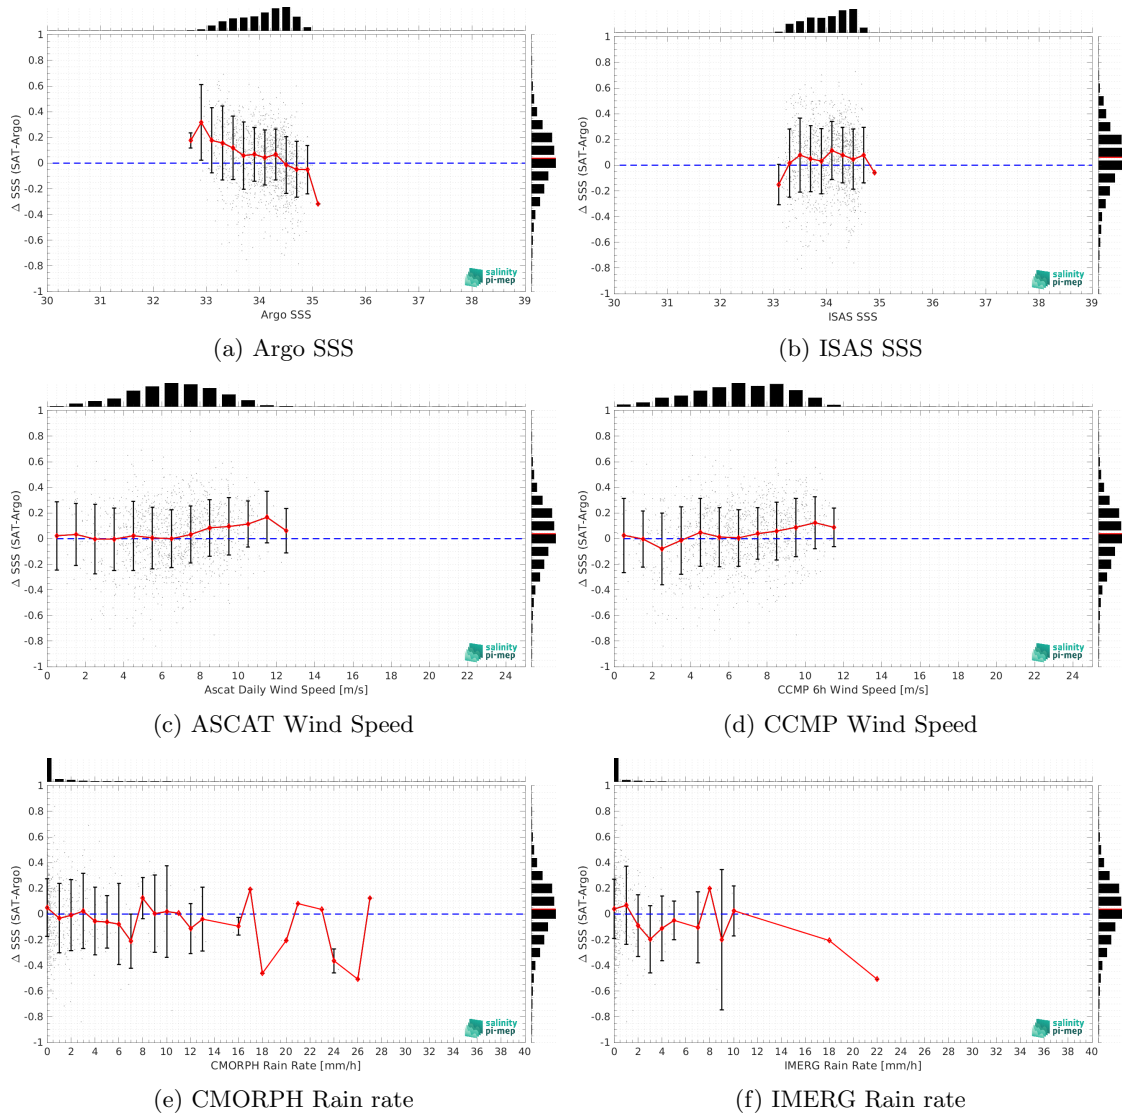 1
0.8
0.6
0.4
0.2
0
-0.2
-0.4
-0.6
-0.8
-1
Δ SSS (SAT-Argo)
30 31 32 33 34 35 36 37 38 39
Argo SSS
salinity
pi-mep
(a) Argo SSS
1
0.8
0.6
0.4
0.2
0
-0.2
-0.4
-0.6
-0.8
-1
Δ SSS (SAT-Argo)
30 31 32 33 34 35 36 37 38 39
ISAS SSS
salinity
pi-mep
(b) ISAS SSS
1
0.8
0.6
0.4
0.2
0
-0.2
-0.4
-0.6
-0.8
-1
Δ SSS (SAT-Argo)
0 2 4 6 8 10 12 14 16 18 20 22 24
Ascat Daily Wind Speed [m/s]
salinity
pi-mep
(c) ASCAT Wind Speed
1
0.8
0.6
0.4
0.2
0
-0.2
-0.4
-0.6
-0.8
-1
Δ SSS (SAT-Argo)
0 2 4 6 8 10 12 14 16 18 20 22 24
CCMP 6h Wind Speed [m/s]
salinity
pi-mep
(d) CCMP Wind Speed
1
0.8
0.6
0.4
0.2
0
-0.2
-0.4
-0.6
-0.8
-1
Δ SSS (SAT-Argo)
0 2 4 6 8 10 12 14 16 18 20 22 24 26 28 30 32 34 36 38 40
CMORPH Rain Rate [mm/h]
salinity
pi-mep
(e) CMORPH Rain rate
1
0.8
0.6
0.4
0.2
0
-0.2
-0.4
-0.6
-0.8
-1
Δ SSS (SAT-Argo)
0 2 4 6 8 10 12 14 16 18 20 22 24 26 28 30 32 34 36 38 40
IMERG Rain Rate [mm/h]
salinity
pi-mep
(f) IMERG Rain rate